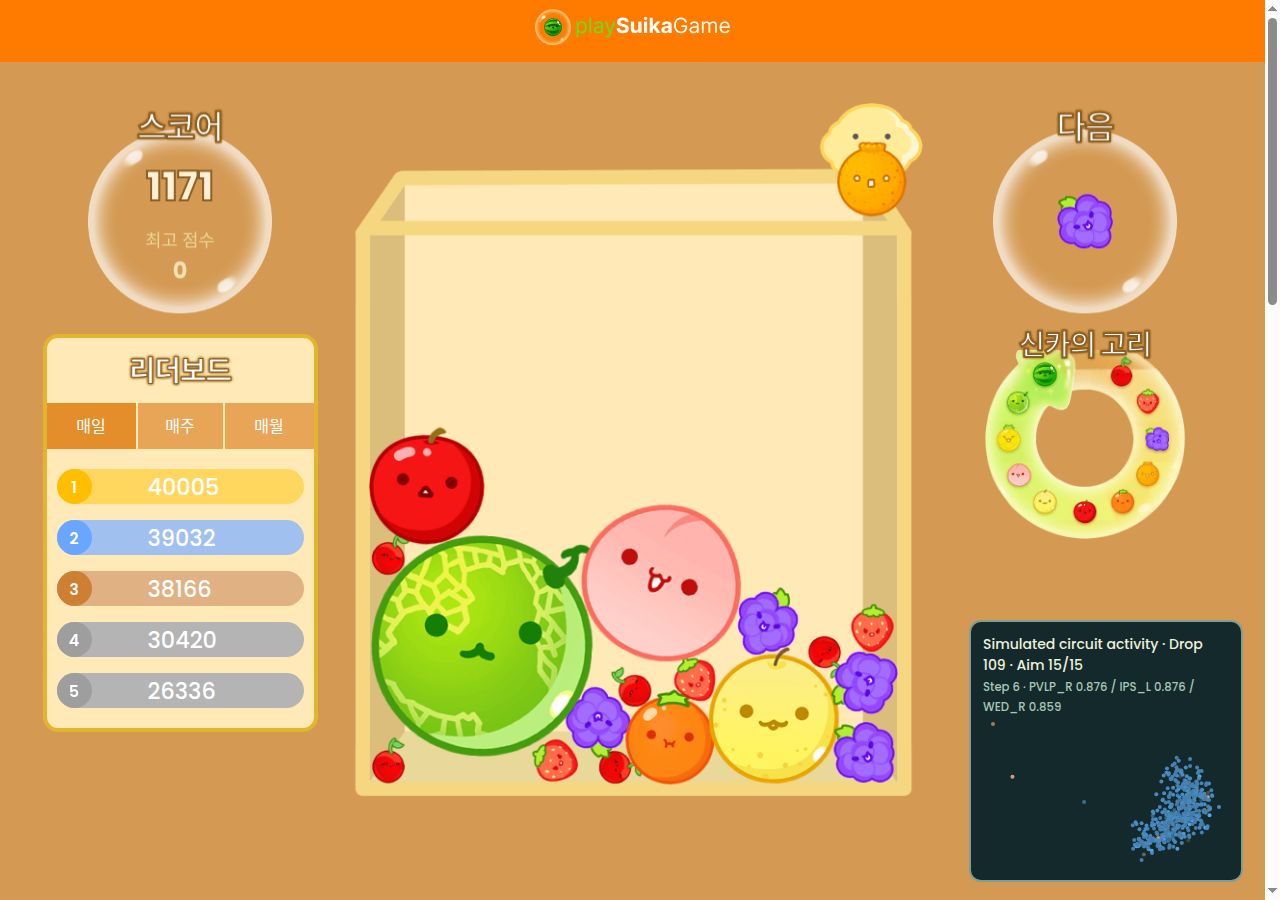 playSuikaGame
스코어
1171
최고 점수
0
다음
리더보드
매일 매주 매월
1 40005
2 39032
3 38166
4 30420
5 26336
신카의 고리
Simulated circuit activity · Drop
109 · Aim 15/15
Step 6 · PVLP_R 0.876 / IPS_L 0.876 /
WED_R 0.859